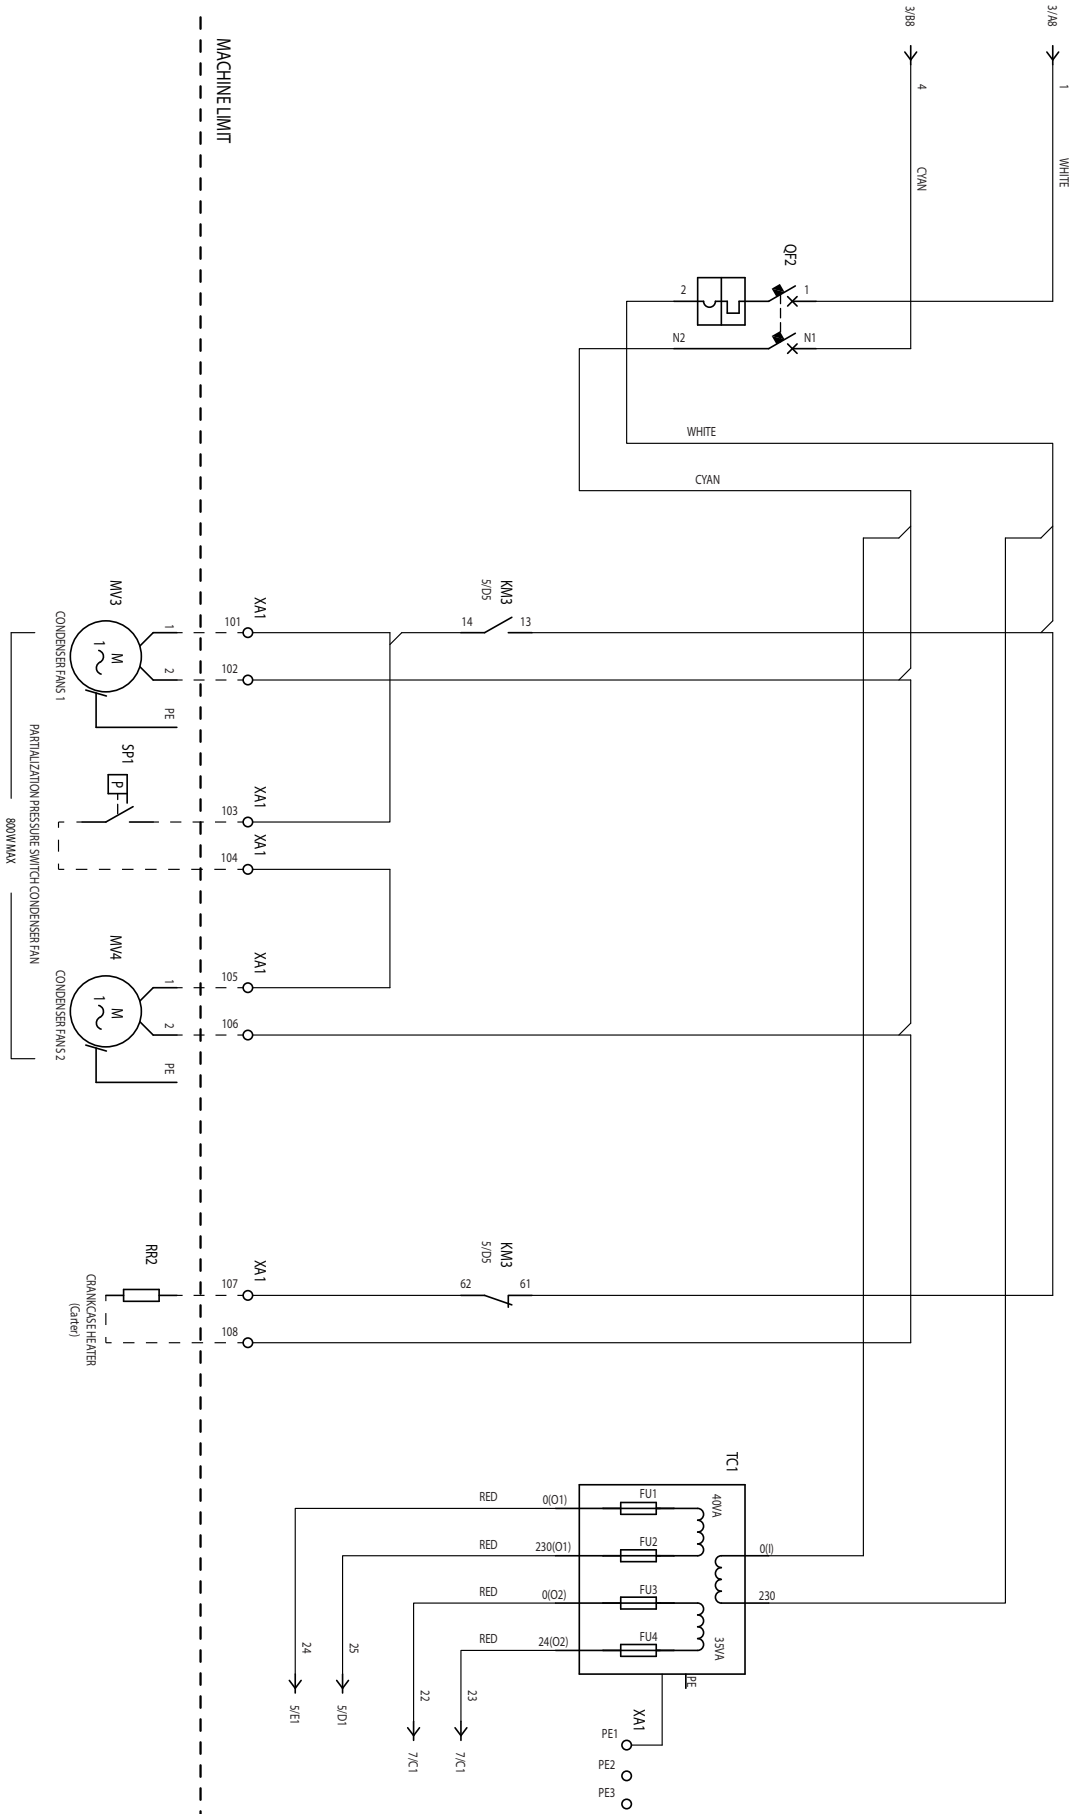 3/B8
3/A8
4
1
MACHINE LIMIT
CYAN
WHITE
QF2
2
1
N2
N1
WHITE
CYAN
MV3
XA1
KM3
5/D5
1
101
14
13
M
1
2
102
CONDENSER FANS 1
PE
SP1
P
XA1
103
XA1
104
PARTIALIZATION PRESSURE SWITCH CONDENSER FAN
800W MAX
MV4
XA1
1
105
M
1
2
106
CONDENSER FANS 2
PE
RR2
XA1
KM3
5/D5
107
62
61
108
CRANKCASE HEATER
(Carter)
TC1
RED
0(O1)
FU1
40VA
RED
230(O1)
FU2
0(I)
RED
0(O2)
FU3
230
RED
24(O2)
FU4
35VA
24
25
22
23
PE
5/E1
5/D1
7/C1
7/C1
XA1
PE1
PE2
PE3